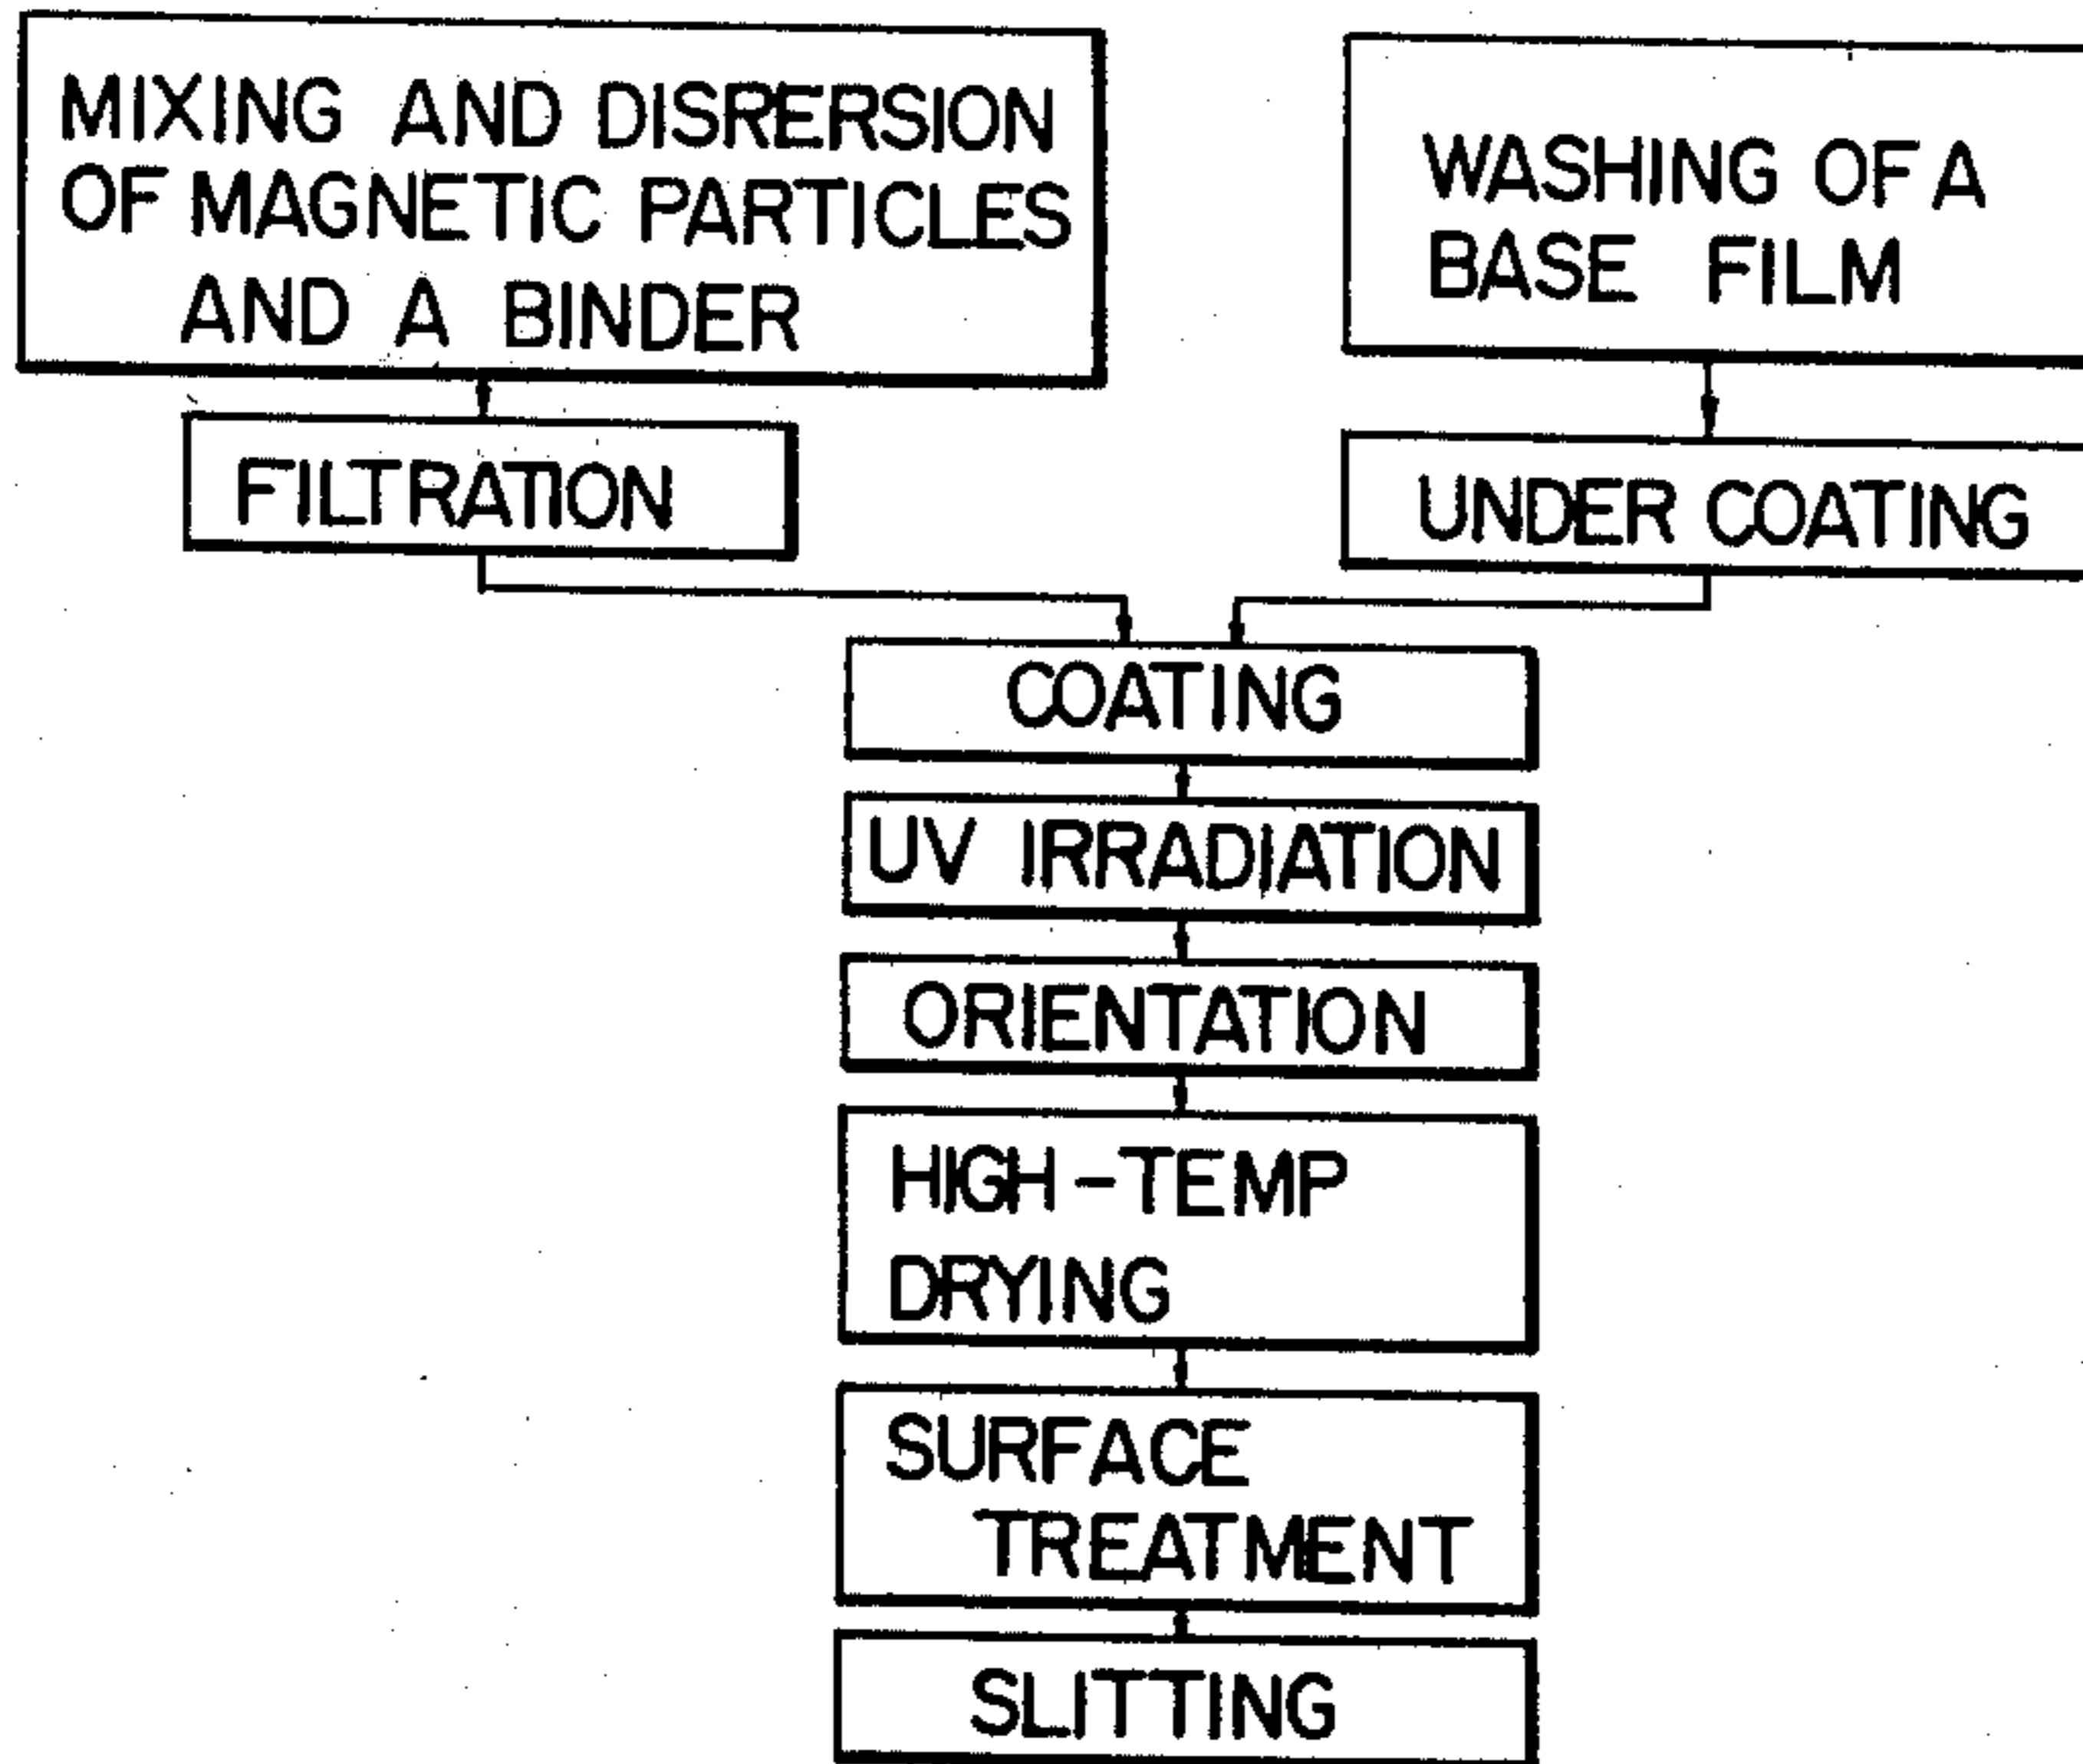 MIXING AND DISRERSION
OF MAGNETIC PARTICLES
AND A BINDER
WASHING OF A
BASE FILM
FILTRATION
UNDER COATING
COATING
UV IRRADIATION
ORIENTATION
HIGH-TEMP
DRYING
SURFACE
TREATMENT
SLITTING